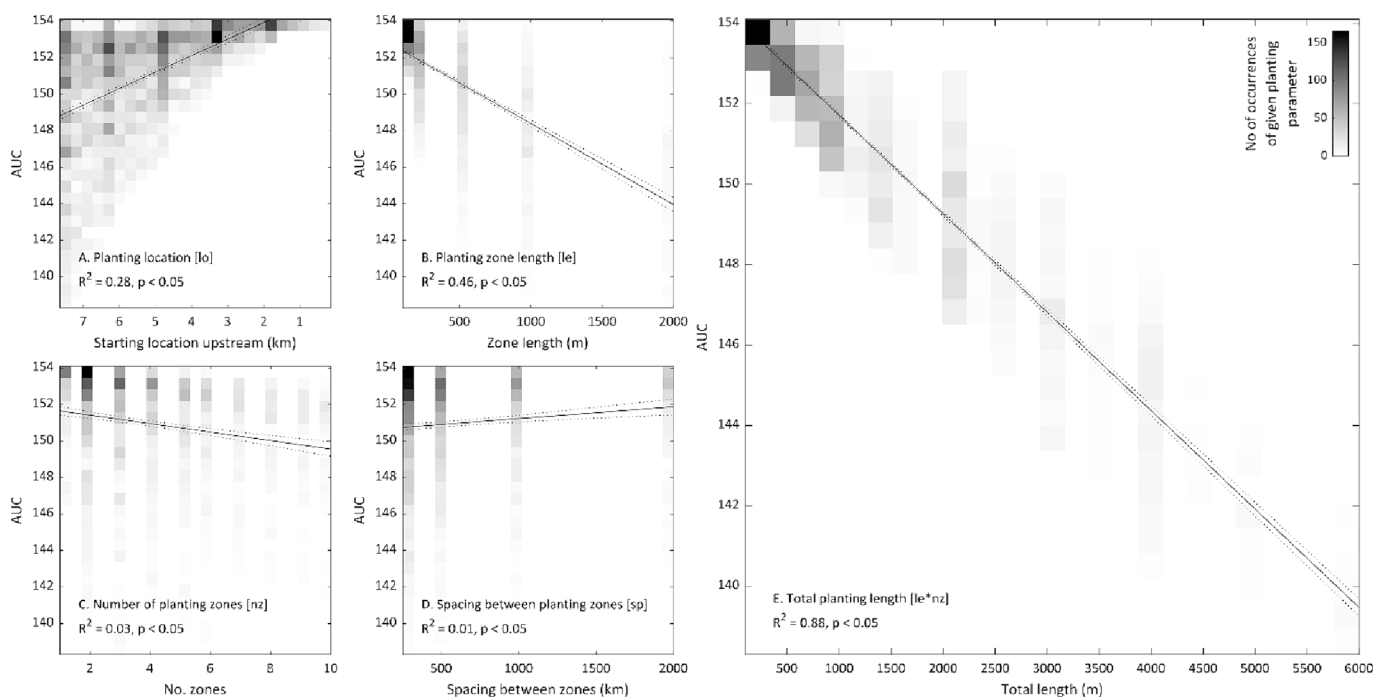 154
152
150
148
146
144
142
140
AUC
A. Planting location [lo]
R² = 0.28, p < 0.05
7 6 5 4 3 2 1
Starting location upstream (km)
154
152
150
148
146
144
142
140
AUC
B. Planting zone length [le]
R² = 0.46, p < 0.05
500 1000 1500 2000
Zone length (m)
154
152
150
148
146
144
142
140
AUC
C. Number of planting zones [nz]
R² = 0.03, p < 0.05
2 4 6 8 10
No. zones
154
152
150
148
146
144
142
140
AUC
D. Spacing between planting zones [sp]
R² = 0.01, p < 0.05
500 1000 1500 2000
Spacing between zones (km)
154
152
150
148
146
144
142
140
AUC
No of occurrences
of given planting
parameter
150
100
50
0
E. Total planting length [le*nz]
R² = 0.88, p < 0.05
500 1000 1500 2000 2500 3000 3500 4000 4500 5000 5500 6000
Total length (m)